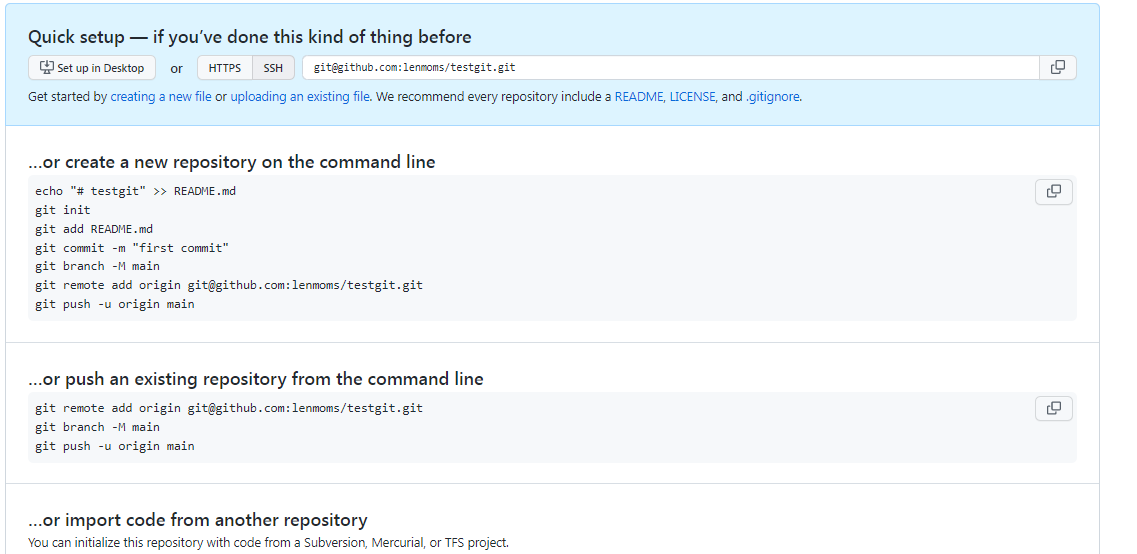 Quick setup — if you’ve done this kind of thing before
Set up in Desktop or HTTPS SSH git@github.com:lenmoms/testgit.git
Get started by creating a new file or uploading an existing file. We recommend every repository include a README, LICENSE, and .gitignore.
…or create a new repository on the command line
echo "# testgit" >> README.md
git init
git add README.md
git commit -m "first commit"
git branch -M main
git remote add origin git@github.com:lenmoms/testgit.git
git push -u origin main
…or push an existing repository from the command line
git remote add origin git@github.com:lenmoms/testgit.git
git branch -M main
git push -u origin main
…or import code from another repository
You can initialize this repository with code from a Subversion, Mercurial, or TFS project.